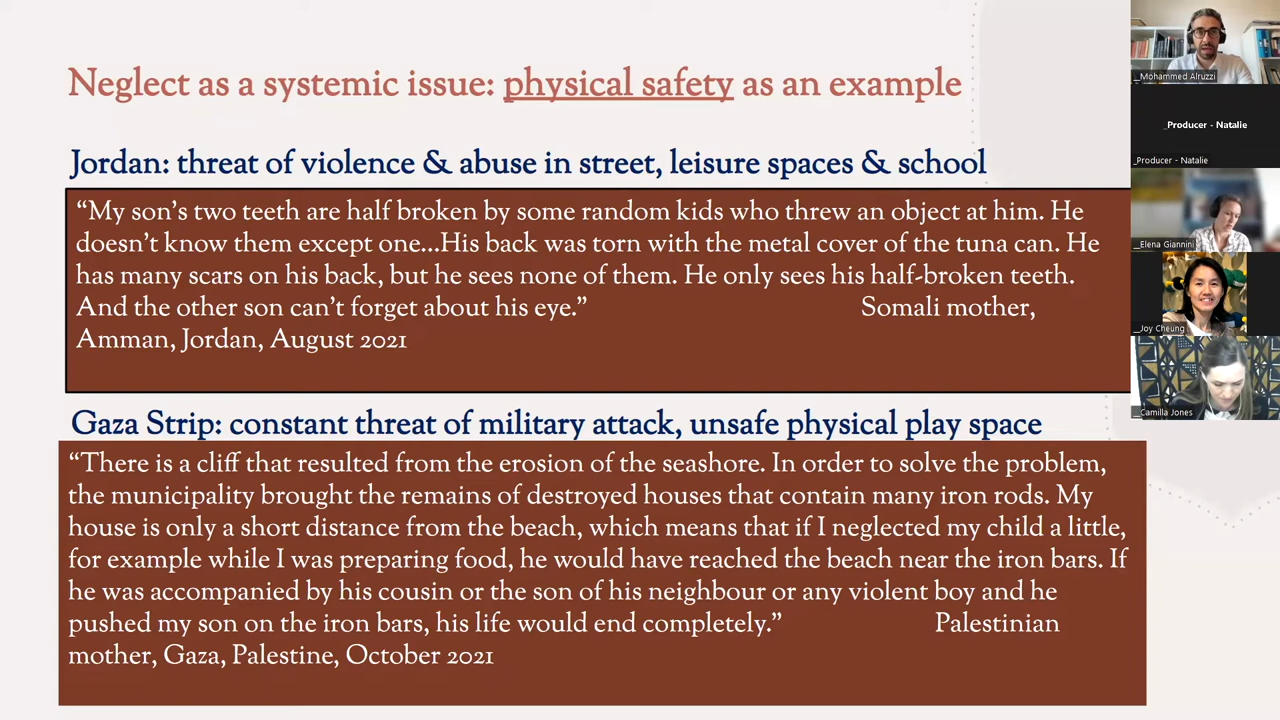 Neglect as a systemic issue: physical safety as an example
Jordan: threat of violence & abuse in street, leisure spaces & school
“My son’s two teeth are half broken by some random kids who threw an object at him. He
doesn’t know them except one…His back was torn with the metal cover of the tuna can. He
has many scars on his back, but he sees none of them. He only sees his half-broken teeth.
And the other son can’t forget about his eye.” Somali mother,
Amman, Jordan, August 2021
Gaza Strip: constant threat of military attack, unsafe physical play space
“There is a cliff that resulted from the erosion of the seashore. In order to solve the problem,
the municipality brought the remains of destroyed houses that contain many iron rods. My
house is only a short distance from the beach, which means that if I neglected my child a little,
for example while I was preparing food, he would have reached the beach near the iron bars. If
he was accompanied by his cousin or the son of his neighbour or any violent boy and he
pushed my son on the iron bars, his life would end completely.” Palestinian
mother, Gaza, Palestine, October 2021
_Mohammed Alruzzi
_Producer - Natalie
_Producer - Natalie
_Elena Giannini
_Joy Cheung
_Camilla Jones